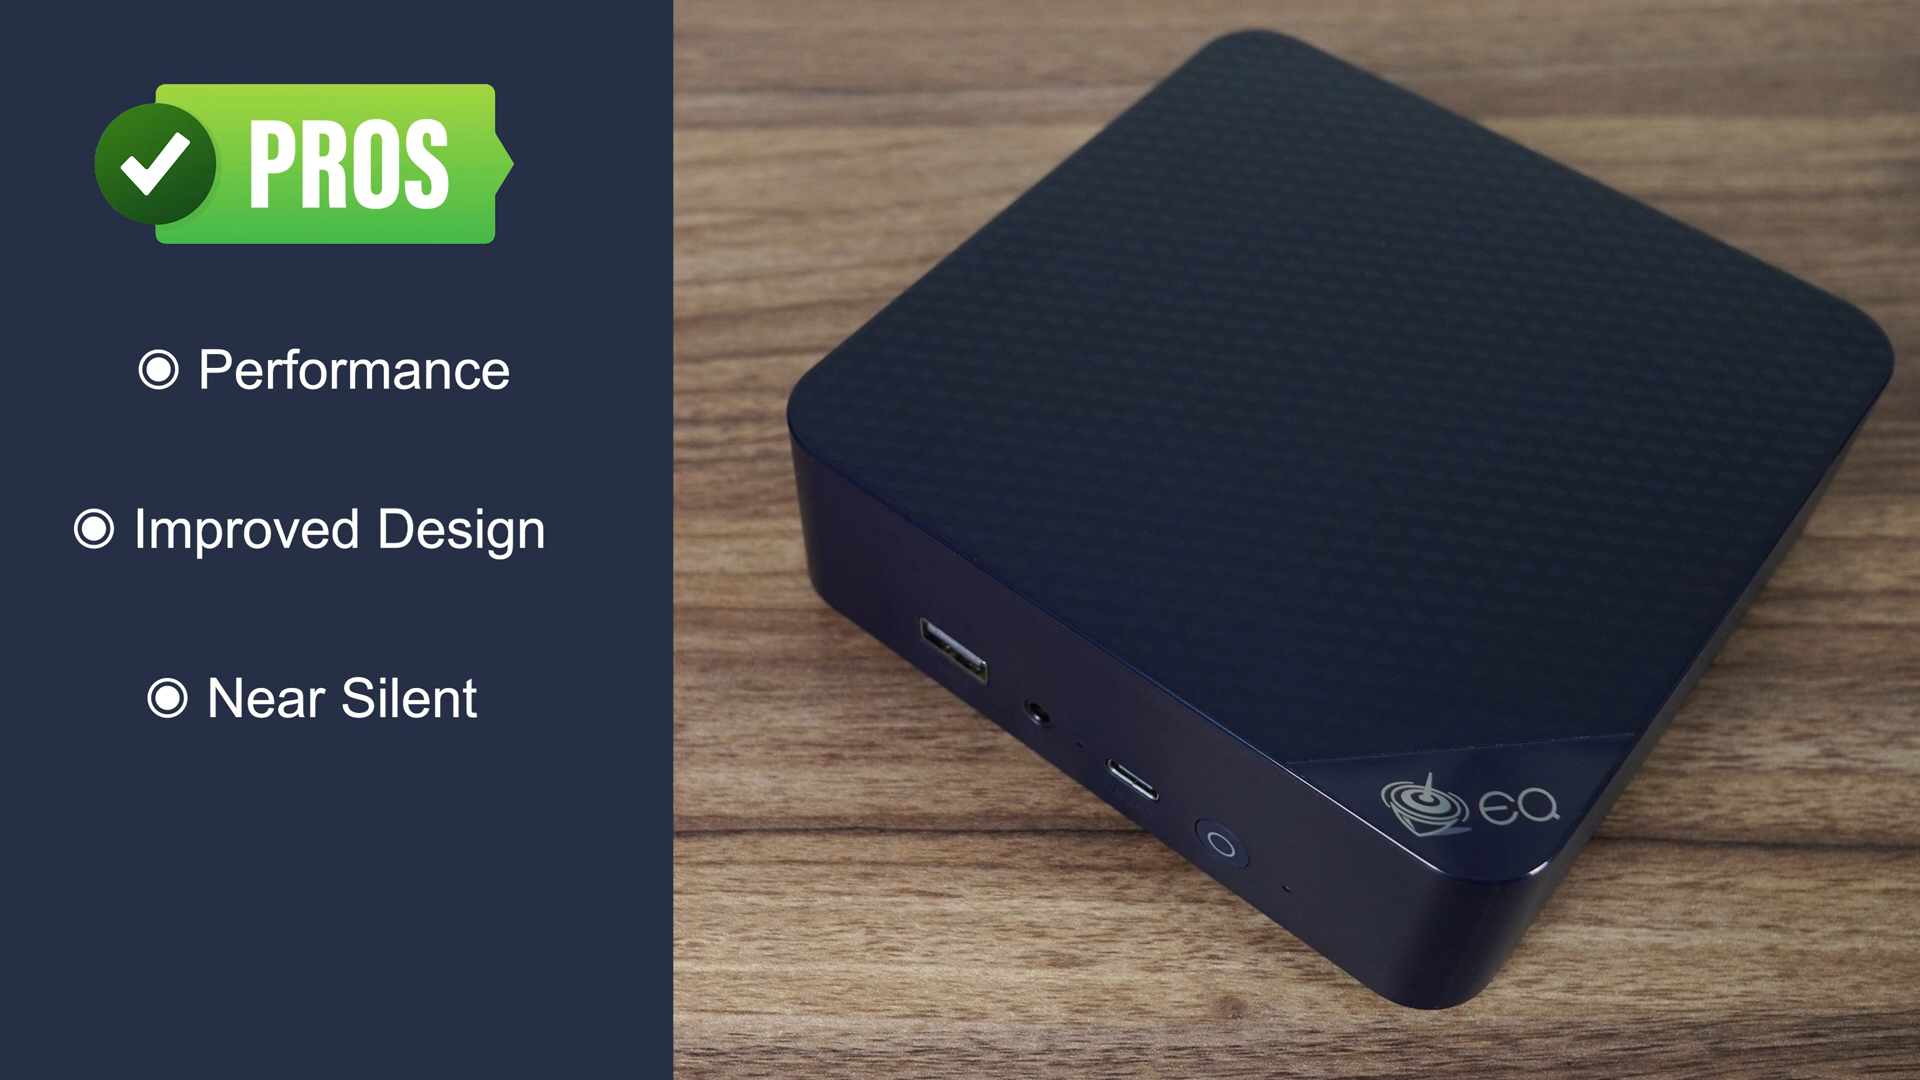 PROS
◉ Performance
◉ Improved Design
◉ Near Silent
EQ